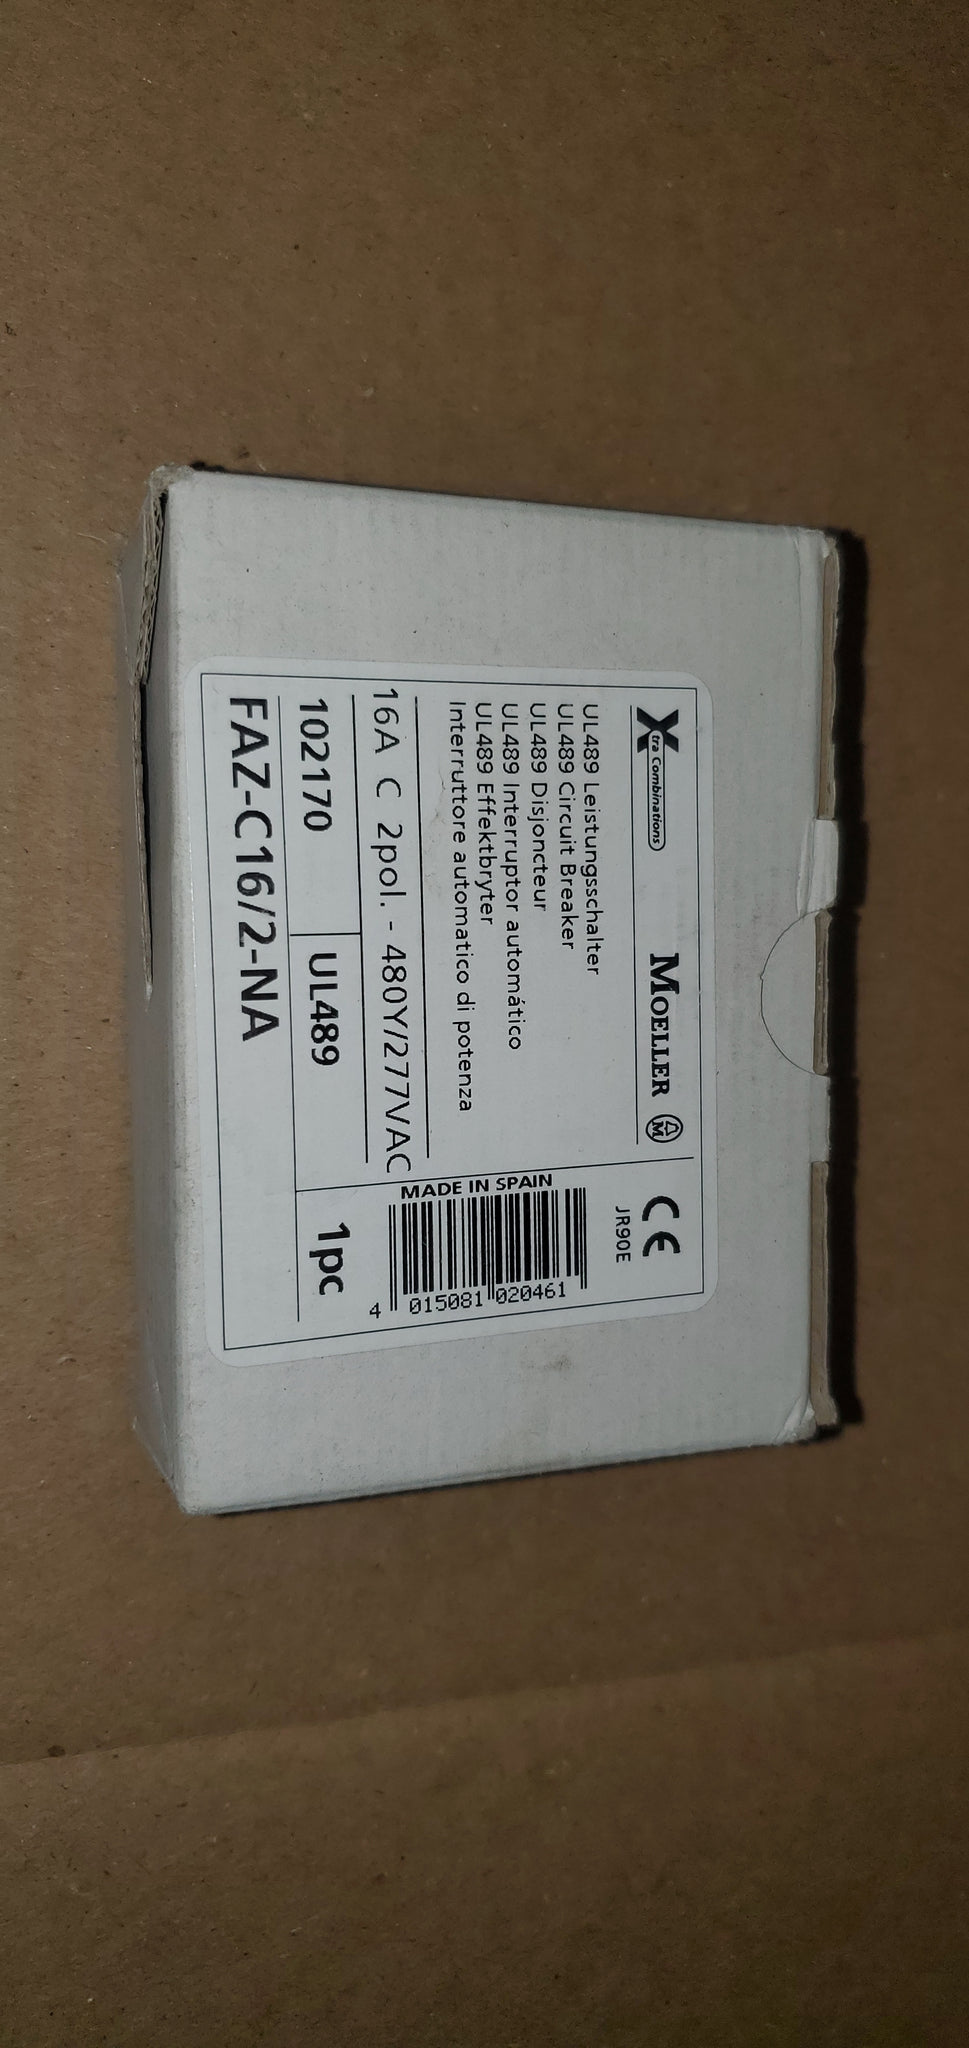 Xtra Combinations
MOELLER
M
CE
JR90E
UL489 Leistungsschalter
UL489 Circuit Breaker
UL489 Disjoncteur
UL489 Interruptor automático
UL489 Effektbryter
Interruttore automatico di potenza
MADE IN SPAIN
4 015081 020461
16A C 2pol. - 480Y/277VAC
102170
UL489
1pc
FAZ-C16/2-NA